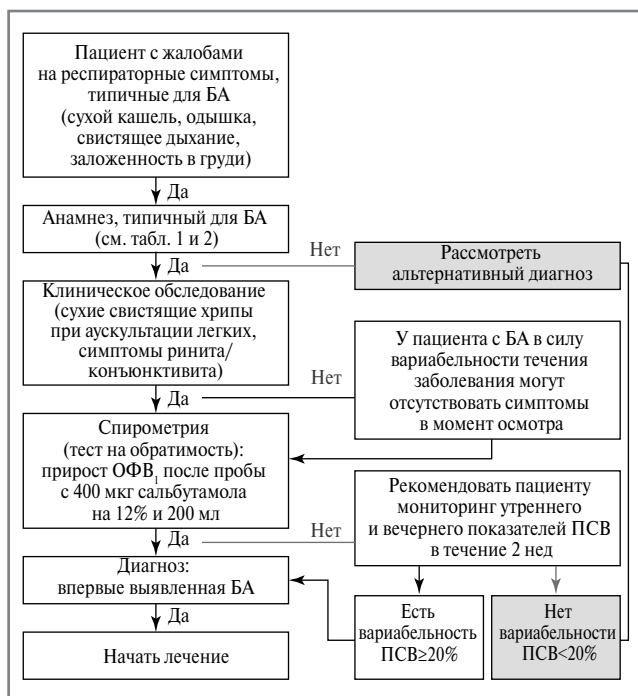 Пациент с жалобами
на респираторные симптомы,
типичные для БА
(сухой кашель, одышка,
свистящее дыхание,
заложенность в груди)
Да
Анамнез, типичный для БА
(см. табл. 1 и 2)
Да
Нет
Рассмотреть
альтернативный диагноз
Клиническое обследование
(сухие свистящие хрипы
при аускультации легких,
симптомы ринита/
конъюнктивита)
Да
Нет
У пациента с БА в силу
вариабельности течения
заболевания могут
отсутствовать симптомы
в момент осмотра
Спирометрия
(тест на обратимость):
прирост ОФВ₁ после пробы
с 400 мкг сальбутамола
на 12% и 200 мл
Да
Нет
Рекомендовать пациенту
мониторинг утреннего
и вечернего показателей ПСВ
в течение 2 нед
Диагноз:
впервые выявленная БА
Да
Есть
вариабельность
ПСВ≥20%
Нет
вариабельности
ПСВ<20%
Начать лечение